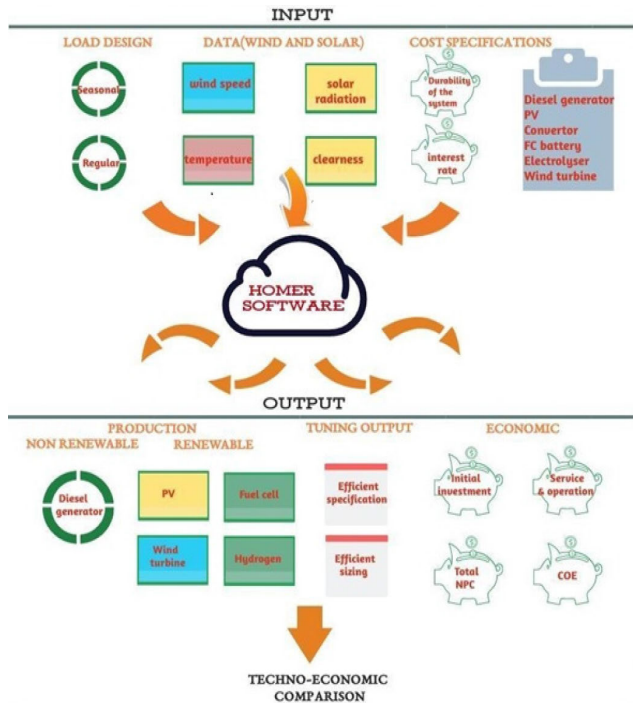 INPUT
LOAD DESIGN
DATA(WIND AND SOLAR)
COST SPECIFICATIONS
Seasonal
wind speed
solar
radiation
Durability
of the
system
Regular
temperature
clearness
interest
rate
Diesel generator
PV
Convertor
FC battery
Electrolyser
Wind turbine
HOMER
SOFTWARE
OUTPUT
PRODUCTION
NON RENEWABLE
RENEWABLE
TUNING OUTPUT
ECONOMIC
Diesel
generator
PV
Fuel cell
Efficient
specification
Initial
investment
Service
& operation
Wind
turbine
Hydrogen
Efficient
sizing
Total
NPC
COE
TECHNO-ECONOMIC
COMPARISON